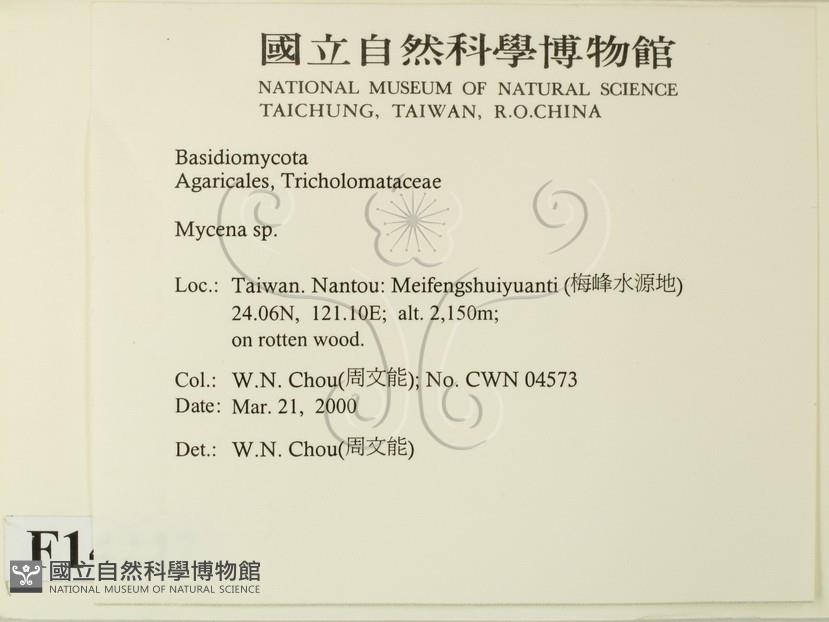 國立自然科學博物館
NATIONAL MUSEUM OF NATURAL SCIENCE
TAICHUNG, TAIWAN, R.O.CHINA
Basidiomycota
Agaricales, Tricholomataceae
Mycena sp.
Loc.: Taiwan. Nantou: Meifengshuiyuanti (梅峰水源地)
24.06N, 121.10E; alt. 2,150m;
on rotten wood.
Col.: W.N. Chou(周文能); No. CWN 04573
Date: Mar. 21, 2000
Det.: W.N. Chou(周文能)
國立自然科學博物館
NATIONAL MUSEUM OF NATURAL SCIENCE